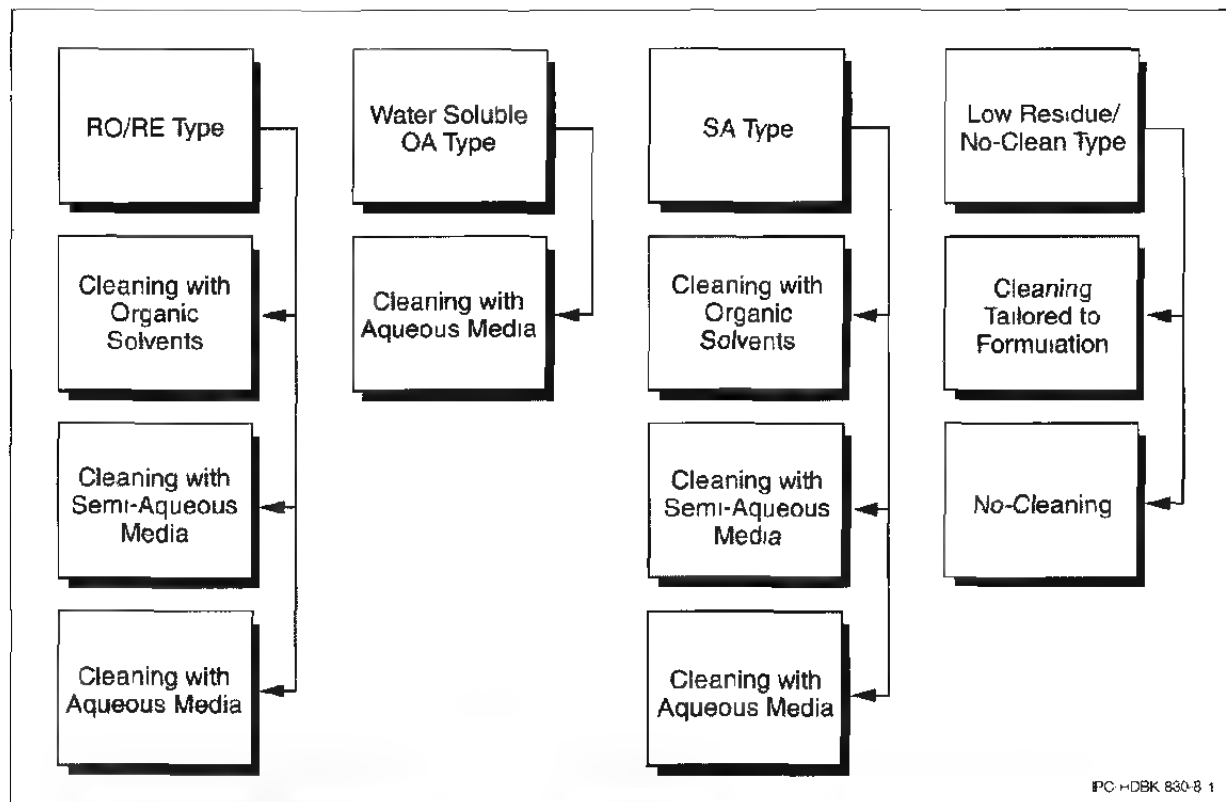 RO/RE Type
Cleaning with
Organic
Solvents
Cleaning with
Semi-Aqueous
Media
Cleaning with
Aqueous Media
Water Soluble
OA Type
Cleaning with
Aqueous Media
SA Type
Cleaning with
Organic
Solvents
Cleaning with
Semi-Aqueous
Media
Cleaning with
Aqueous Media
Low Residue/
No-Clean Type
Cleaning
Tailored to
Formulation
No-Cleaning
IPC-HDBK 830-8 1